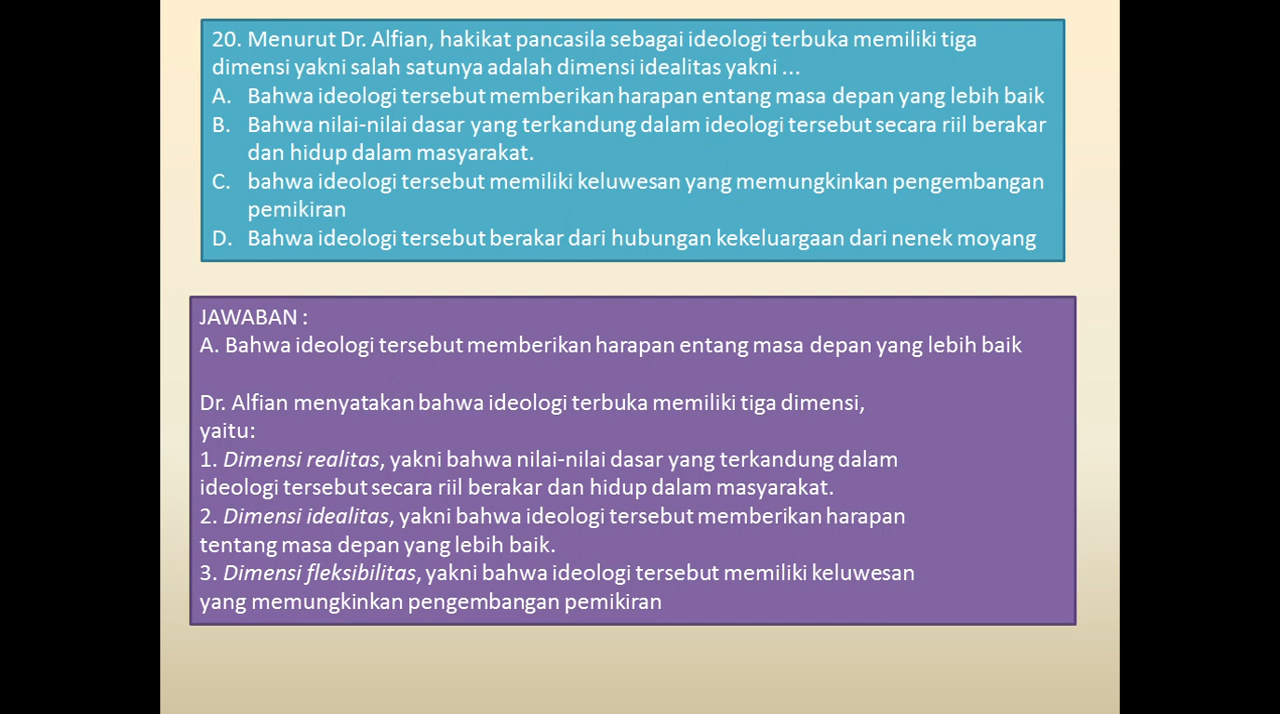 20. Menurut Dr. Alfian, hakikat pancasila sebagai ideologi terbuka memiliki tiga
dimensi yakni salah satunya adalah dimensi idealitas yakni ...
A. Bahwa ideologi tersebut memberikan harapan entang masa depan yang lebih baik
B. Bahwa nilai-nilai dasar yang terkandung dalam ideologi tersebut secara riil berakar
dan hidup dalam masyarakat.
C. bahwa ideologi tersebut memiliki keluwesan yang memungkinkan pengembangan
pemikiran
D. Bahwa ideologi tersebut berakar dari hubungan kekeluargaan dari nenek moyang
JAWABAN :
A. Bahwa ideologi tersebut memberikan harapan entang masa depan yang lebih baik
Dr. Alfian menyatakan bahwa ideologi terbuka memiliki tiga dimensi,
yaitu:
1. Dimensi realitas, yakni bahwa nilai-nilai dasar yang terkandung dalam
ideologi tersebut secara riil berakar dan hidup dalam masyarakat.
2. Dimensi idealitas, yakni bahwa ideologi tersebut memberikan harapan
tentang masa depan yang lebih baik.
3. Dimensi fleksibilitas, yakni bahwa ideologi tersebut memiliki keluwesan
yang memungkinkan pengembangan pemikiran